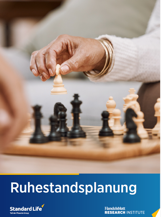 Ruhestandsplanung
Standard Life
Handelsblatt
RESEARCH INSTITUTE